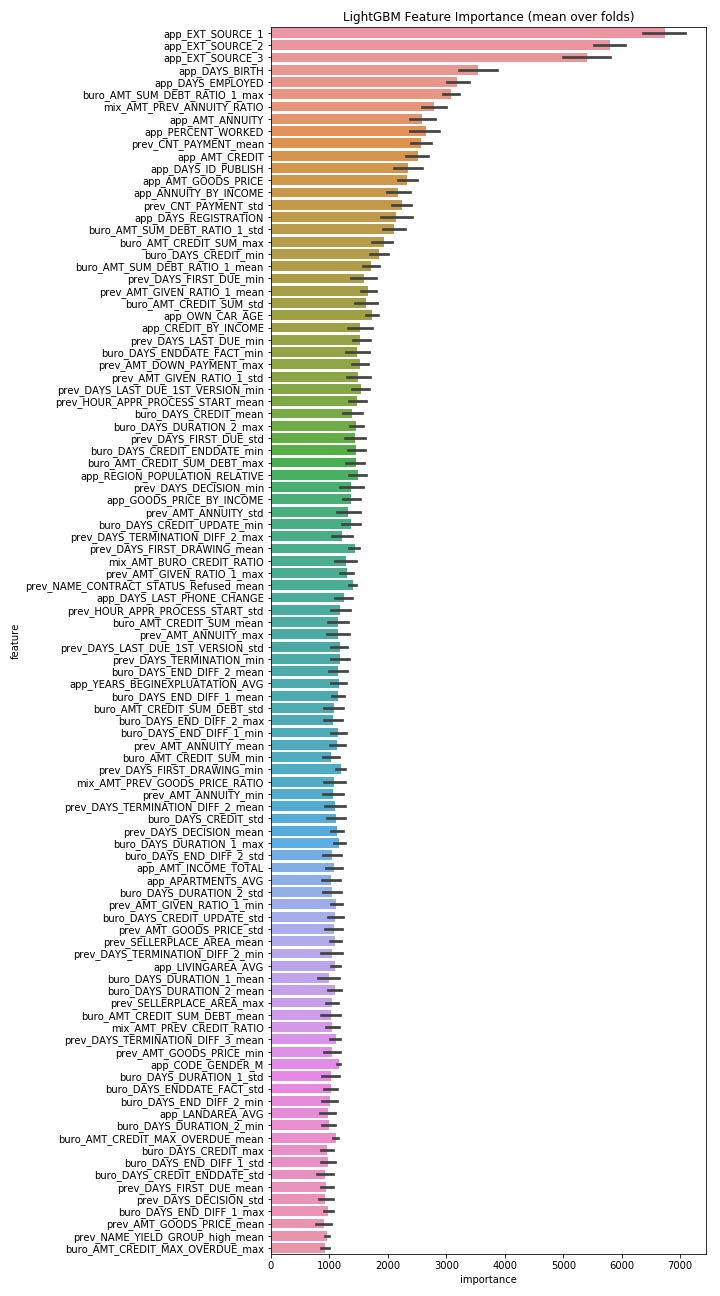 LightGBM Feature Importance (mean over folds)
app_EXT_SOURCE_1
app_EXT_SOURCE_2
app_EXT_SOURCE_3
app_DAYS_BIRTH
app_DAYS_EMPLOYED
buro_AMT_SUM_DEBT_RATIO_1_max
mix_AMT_PREV_ANNUITY_RATIO
app_AMT_ANNUITY
app_PERCENT_WORKED
prev_CNT_PAYMENT_mean
app_AMT_CREDIT
app_DAYS_ID_PUBLISH
app_AMT_GOODS_PRICE
app_ANNUITY_BY_INCOME
prev_CNT_PAYMENT_std
app_DAYS_REGISTRATION
buro_AMT_SUM_DEBT_RATIO_1_std
buro_AMT_CREDIT_SUM_max
buro_DAYS_CREDIT_min
buro_AMT_SUM_DEBT_RATIO_1_mean
prev_DAYS_FIRST_DUE_min
prev_AMT_GIVEN_RATIO_1_mean
buro_AMT_CREDIT_SUM_std
app_OWN_CAR_AGE
app_CREDIT_BY_INCOME
prev_DAYS_LAST_DUE_min
buro_DAYS_ENDDATE_FACT_min
prev_AMT_DOWN_PAYMENT_max
prev_AMT_GIVEN_RATIO_1_std
prev_DAYS_LAST_DUE_1ST_VERSION_min
prev_HOUR_APPR_PROCESS_START_mean
buro_DAYS_CREDIT_mean
buro_DAYS_DURATION_2_max
prev_DAYS_FIRST_DUE_std
buro_DAYS_CREDIT_ENDDATE_min
buro_AMT_CREDIT_SUM_DEBT_max
app_REGION_POPULATION_RELATIVE
prev_DAYS_DECISION_min
app_GOODS_PRICE_BY_INCOME
prev_AMT_ANNUITY_std
buro_DAYS_CREDIT_UPDATE_min
prev_DAYS_TERMINATION_DIFF_2_max
prev_DAYS_FIRST_DRAWING_mean
mix_AMT_BURO_CREDIT_RATIO
prev_AMT_GIVEN_RATIO_1_max
prev_NAME_CONTRACT_STATUS_Refused_mean
app_DAYS_LAST_PHONE_CHANGE
prev_HOUR_APPR_PROCESS_START_std
buro_AMT_CREDIT_SUM_mean
prev_AMT_ANNUITY_max
prev_DAYS_LAST_DUE_1ST_VERSION_std
prev_DAYS_TERMINATION_min
buro_DAYS_END_DIFF_2_mean
app_YEARS_BEGINEXPLUATATION_AVG
buro_DAYS_END_DIFF_1_mean
buro_AMT_CREDIT_SUM_DEBT_std
buro_DAYS_END_DIFF_2_max
buro_DAYS_END_DIFF_1_min
prev_AMT_ANNUITY_mean
buro_AMT_CREDIT_SUM_min
prev_DAYS_FIRST_DRAWING_min
mix_AMT_PREV_GOODS_PRICE_RATIO
prev_AMT_ANNUITY_min
prev_DAYS_TERMINATION_DIFF_2_mean
buro_DAYS_CREDIT_std
prev_DAYS_DECISION_mean
buro_DAYS_DURATION_1_max
buro_DAYS_END_DIFF_2_std
app_AMT_INCOME_TOTAL
app_APARTMENTS_AVG
buro_DAYS_DURATION_2_std
prev_AMT_GIVEN_RATIO_1_min
buro_DAYS_CREDIT_UPDATE_std
prev_AMT_GOODS_PRICE_std
prev_SELLERPLACE_AREA_mean
prev_DAYS_TERMINATION_DIFF_2_min
app_LIVINGAREA_AVG
buro_DAYS_DURATION_1_mean
buro_DAYS_DURATION_2_mean
prev_SELLERPLACE_AREA_max
buro_AMT_CREDIT_SUM_DEBT_mean
mix_AMT_PREV_CREDIT_RATIO
prev_DAYS_TERMINATION_DIFF_3_mean
prev_AMT_GOODS_PRICE_min
app_CODE_GENDER_M
buro_DAYS_DURATION_1_std
buro_DAYS_ENDDATE_FACT_std
buro_DAYS_END_DIFF_2_min
app_LANDAREA_AVG
buro_DAYS_DURATION_2_min
buro_AMT_CREDIT_MAX_OVERDUE_mean
buro_DAYS_CREDIT_max
buro_DAYS_END_DIFF_1_std
buro_DAYS_CREDIT_ENDDATE_std
prev_DAYS_FIRST_DUE_mean
prev_DAYS_DECISION_std
buro_DAYS_END_DIFF_1_max
prev_AMT_GOODS_PRICE_mean
prev_NAME_YIELD_GROUP_high_mean
buro_AMT_CREDIT_MAX_OVERDUE_max
feature
0 1000 2000 3000 4000 5000 6000 7000
importance